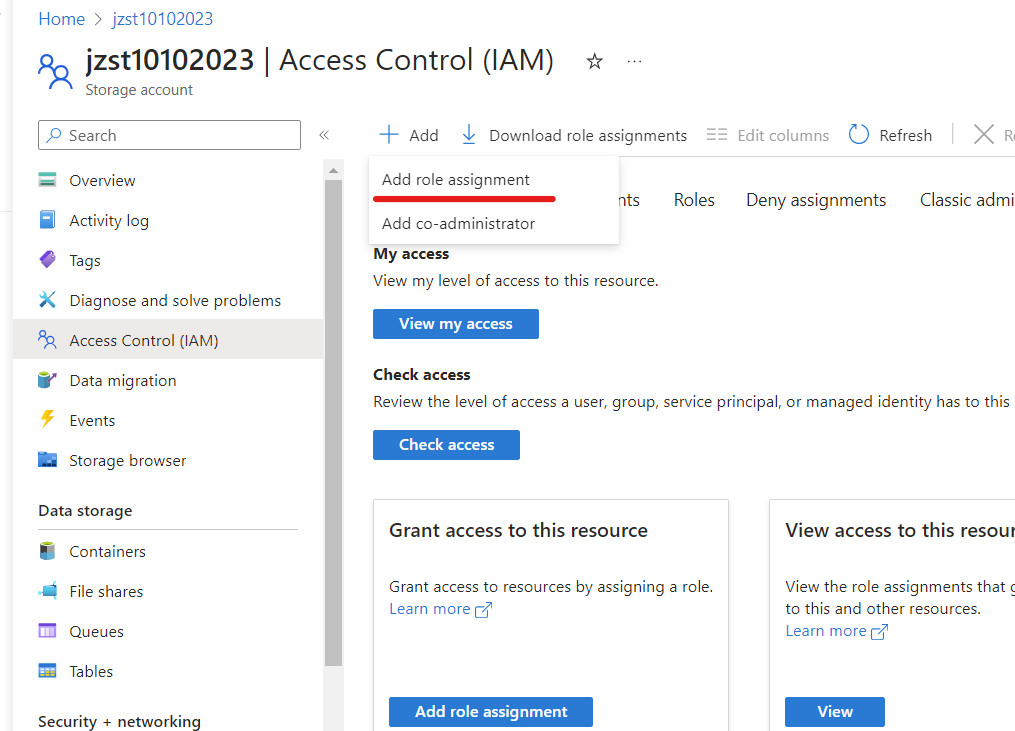 Home > jzst10102023
jzst10102023 | Access Control (IAM) ☆ ...
Storage account
Search «
Overview
Activity log
Tags
Diagnose and solve problems
Access Control (IAM)
Data migration
Events
Storage browser
Data storage
Containers
File shares
Queues
Tables
Security + networking
+ Add Download role assignments Edit columns Refresh
Add role assignment
Add co-administrator
Roles Deny assignments Classic
My access
View my level of access to this resource.
View my access
Check access
Review the level of access a user, group, service principal, or managed identity has to this
Check access
Grant access to this resource
Grant access to resources by assigning a role.
Learn more
Add role assignment
View access to this
View the role assignments that
to this and other resources.
Learn more
View